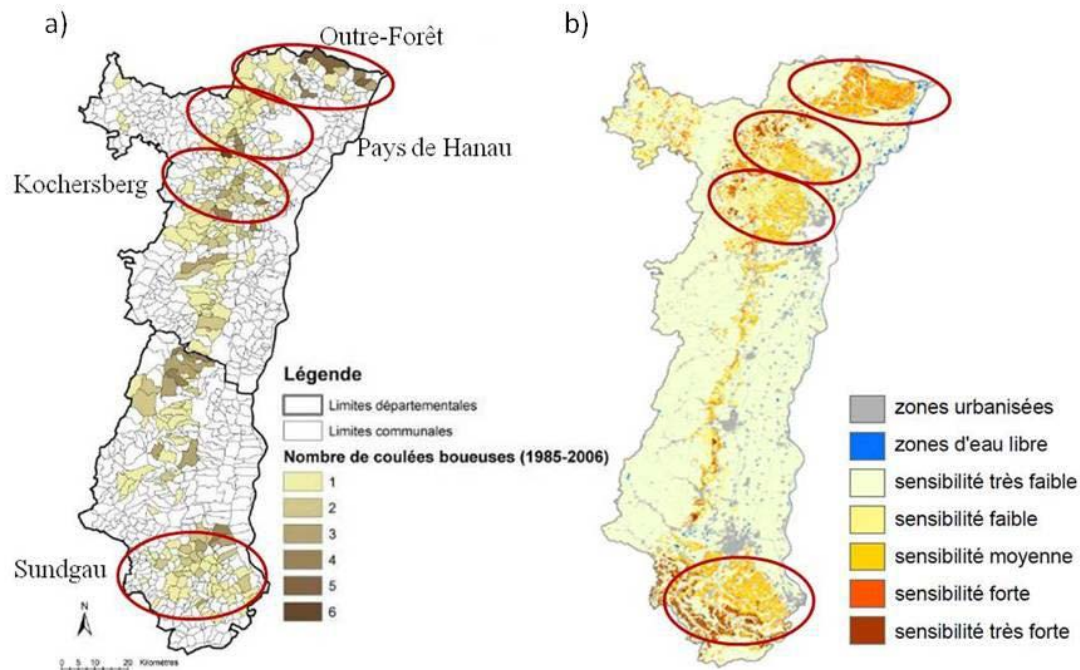 a)
Outre-Forêt
Pays de Hanau
Kochersberg
Sundgau
Légende
Limites départementales
Limites communales
Nombre de coulées boueuses (1985-2006)
1
2
3
4
5
6
N
0 5 10 20 Kilomètres
b)
zones urbanisées
zones d'eau libre
sensibilité très faible
sensibilité faible
sensibilité moyenne
sensibilité forte
sensibilité très forte